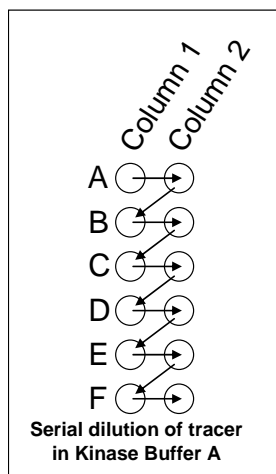 Column 1
Column 2
A
B
C
D
E
F
Serial dilution of tracer
in Kinase Buffer A